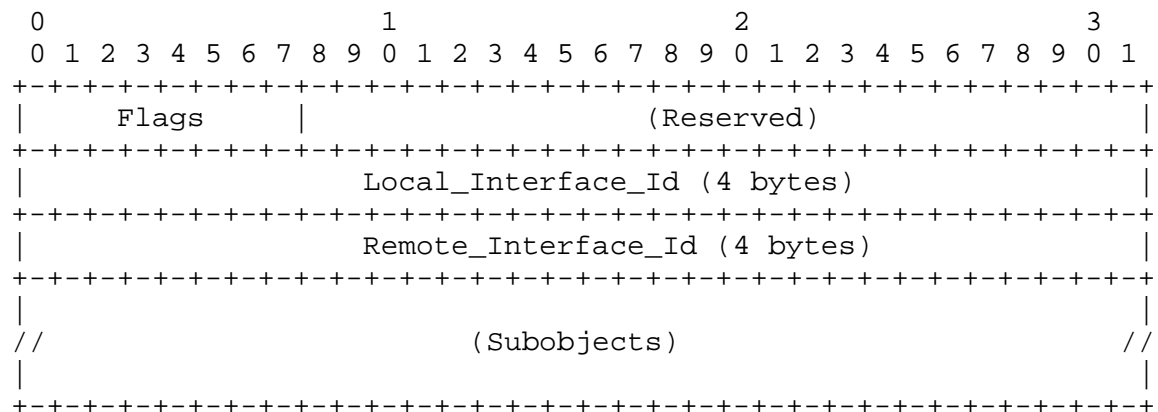 0                   1                   2                   3
 0 1 2 3 4 5 6 7 8 9 0 1 2 3 4 5 6 7 8 9 0 1 2 3 4 5 6 7 8 9 0 1
+-+-+-+-+-+-+-+-+-+-+-+-+-+-+-+-+-+-+-+-+-+-+-+-+-+-+-+-+-+-+-+-+
|     Flags     |                   (Reserved)                  |
+-+-+-+-+-+-+-+-+-+-+-+-+-+-+-+-+-+-+-+-+-+-+-+-+-+-+-+-+-+-+-+-+
|                   Local_Interface_Id (4 bytes)                |
+-+-+-+-+-+-+-+-+-+-+-+-+-+-+-+-+-+-+-+-+-+-+-+-+-+-+-+-+-+-+-+-+
|                   Remote_Interface_Id (4 bytes)               |
+-+-+-+-+-+-+-+-+-+-+-+-+-+-+-+-+-+-+-+-+-+-+-+-+-+-+-+-+-+-+-+-+
|                                                               |
//                        (Subobjects)                         //
|                                                               |
+-+-+-+-+-+-+-+-+-+-+-+-+-+-+-+-+-+-+-+-+-+-+-+-+-+-+-+-+-+-+-+-+